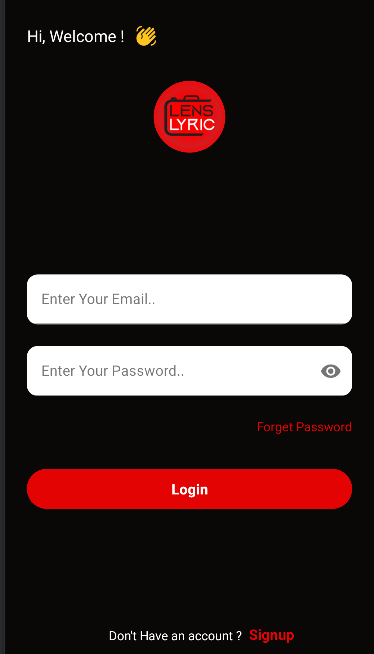 Hi, Welcome ! 👋
LENS
LYRIC
Enter Your Email..
Enter Your Password..
Forget Password
Login
Don't Have an account ? Signup